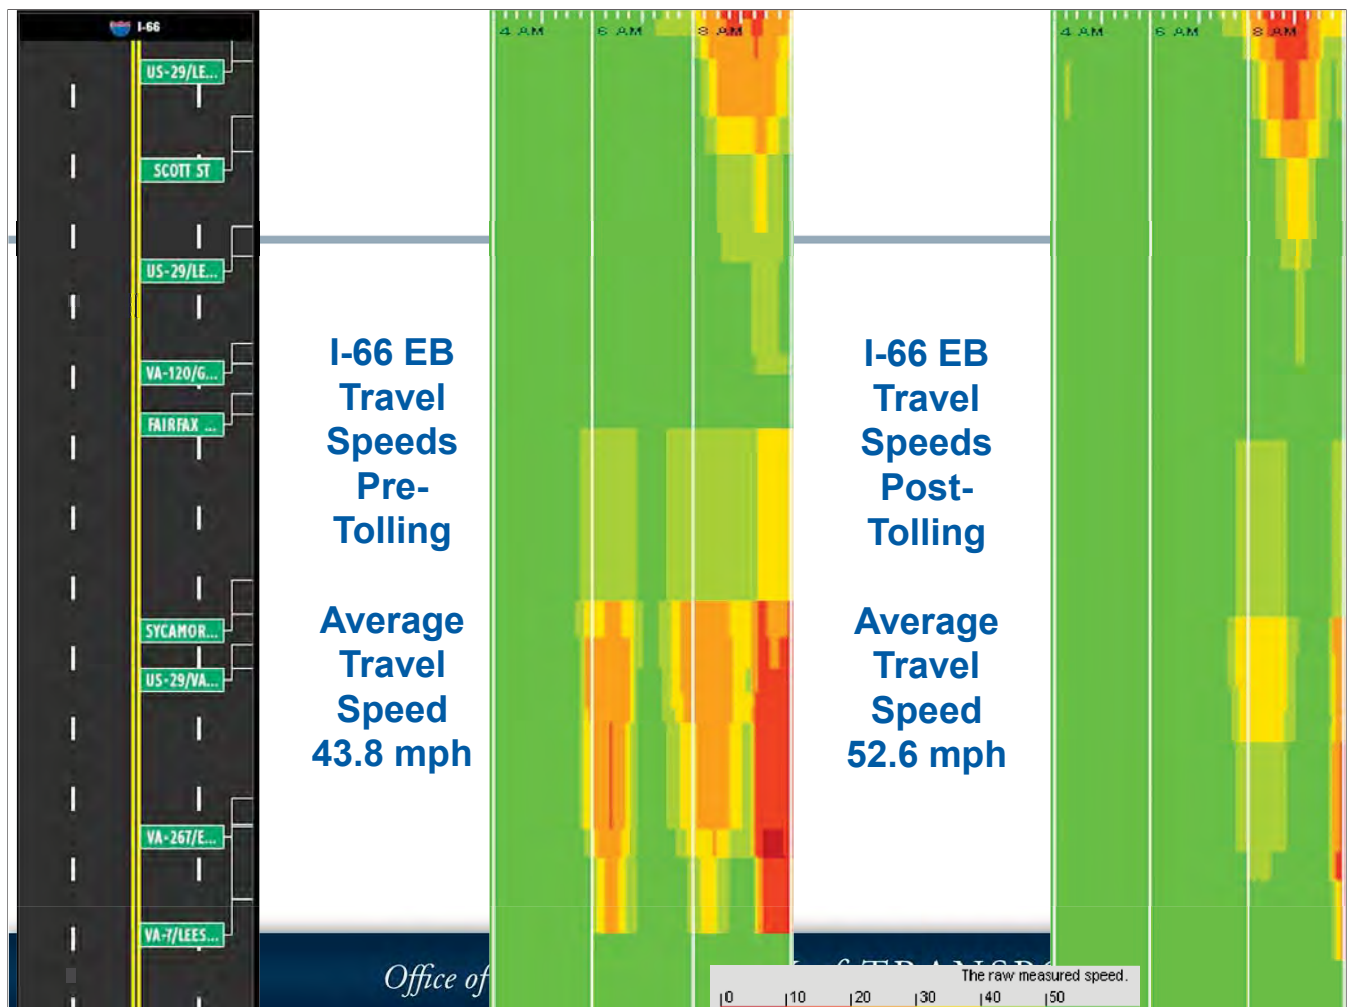 I-66
US-29/LE...
SCOTT ST
US-29/LE...
VA-120/G...
FAIRFAX ...
SYCAMOR...
US-29/VA...
VA-267/E...
VA-7/LEES...
I-66 EB
Travel
Speeds
Pre-
Tolling
Average
Travel
Speed
43.8 mph
4 AM 6 AM 8 AM
I-66 EB
Travel
Speeds
Post-
Tolling
Average
Travel
Speed
52.6 mph
4 AM 6 AM 8 AM
Office of
The raw measured speed.
0 10 20 30 40 50